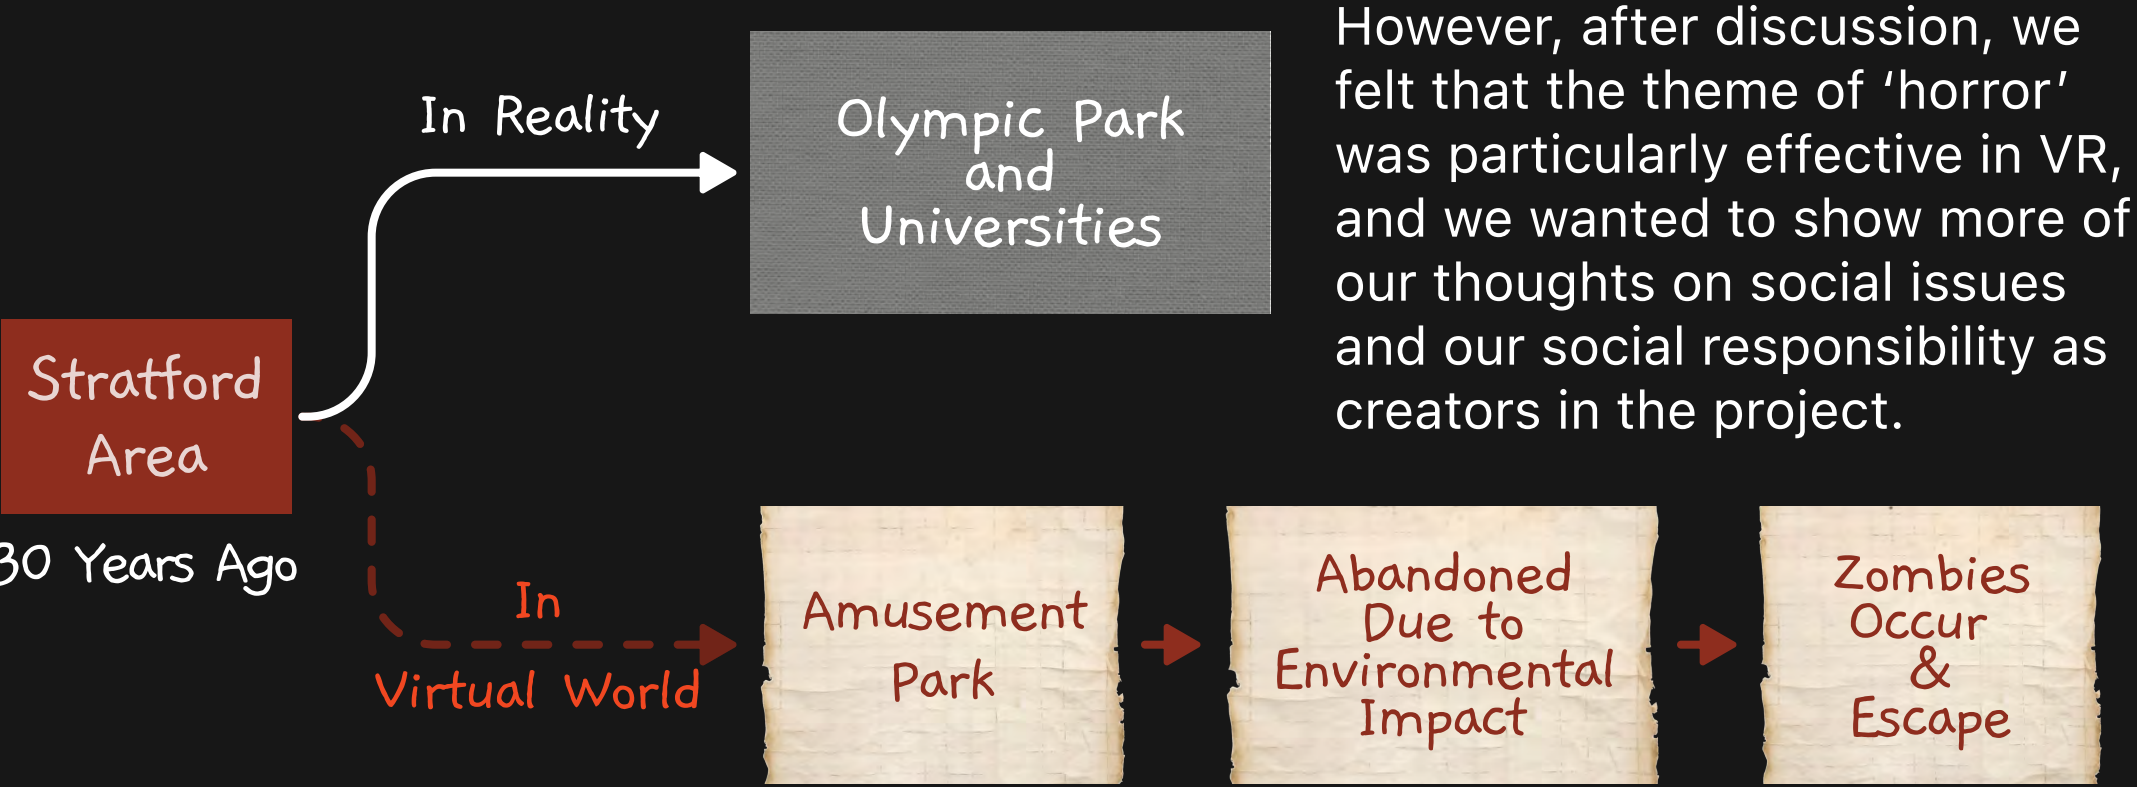 In Reality
Olympic Park
and
Universities
However, after discussion, we
felt that the theme of ‘horror’
was particularly effective in VR,
and we wanted to show more of
our thoughts on social issues
and our social responsibility as
creators in the project.
Stratford
Area
30 Years Ago
In
Virtual World
Amusement
Park
Abandoned
Due to
Environmental
Impact
Zombies
Occur
&
Escape